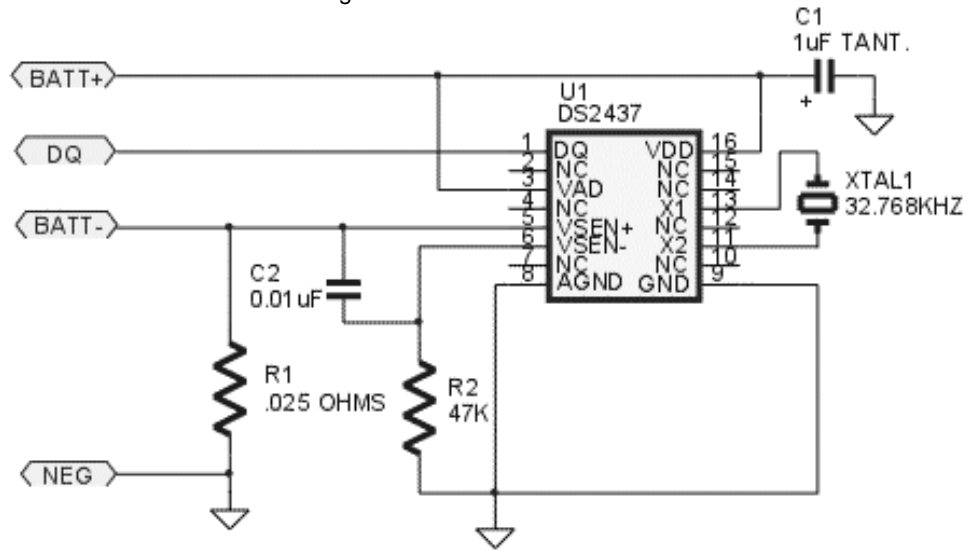 C1
1uF TANT.
BATT+
U1
DS2437
DQ
1 DQ VDD 16
2 NC NC 15
3 VAD NC 14
4 NC X1 13
5 VSEN+ NC 12
6 VSEN- X2 11
7 NC NC 10
8 AGND GND 9
XTAL1
32.768KHZ
BATT-
C2
0.01uF
R1
.025 OHMS
R2
47K
NEG
+